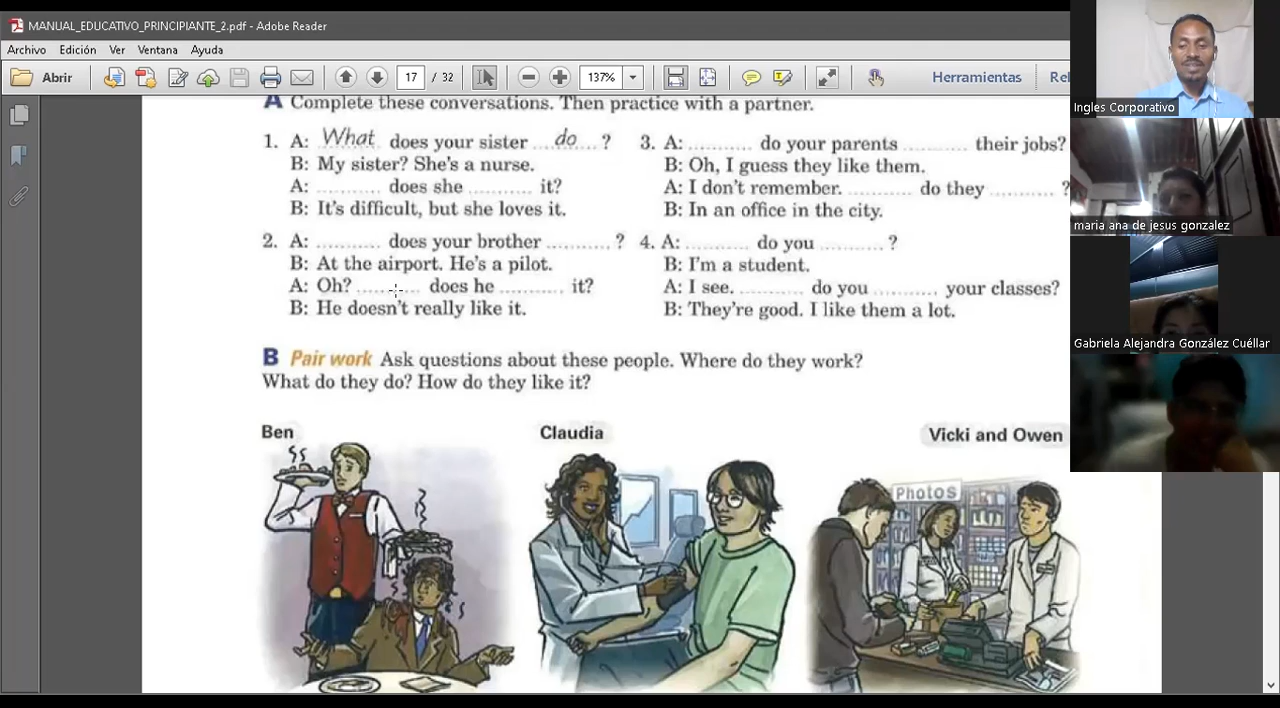 MANUAL_EDUCATIVO_PRINCIPIANTE_2.pdf - Adobe Reader
Archivo Edición Ver Ventana Ayuda
Abrir 17 / 32 137% Herramientas Rel
A Complete these conversations. Then practice with a partner.
1. A: What does your sister do ?
B: My sister? She's a nurse.
A: .......... does she .......... it?
B: It's difficult, but she loves it.
2. A: .......... does your brother .......... ?
B: At the airport. He's a pilot.
A: Oh? .......... does he .......... it?
B: He doesn't really like it.
3. A: .......... do your parents .......... their jobs?
B: Oh, I guess they like them.
A: I don't remember. .......... do they .......... ?
B: In an office in the city.
4. A: .......... do you .......... ?
B: I'm a student.
A: I see. .......... do you .......... your classes?
B: They're good. I like them a lot.
B Pair work Ask questions about these people. Where do they work?
What do they do? How do they like it?
Ben
Claudia
Vicki and Owen
Photos
Ingles Corporativo
maria ana de jesus gonzalez
Gabriela Alejandra González Cuéllar